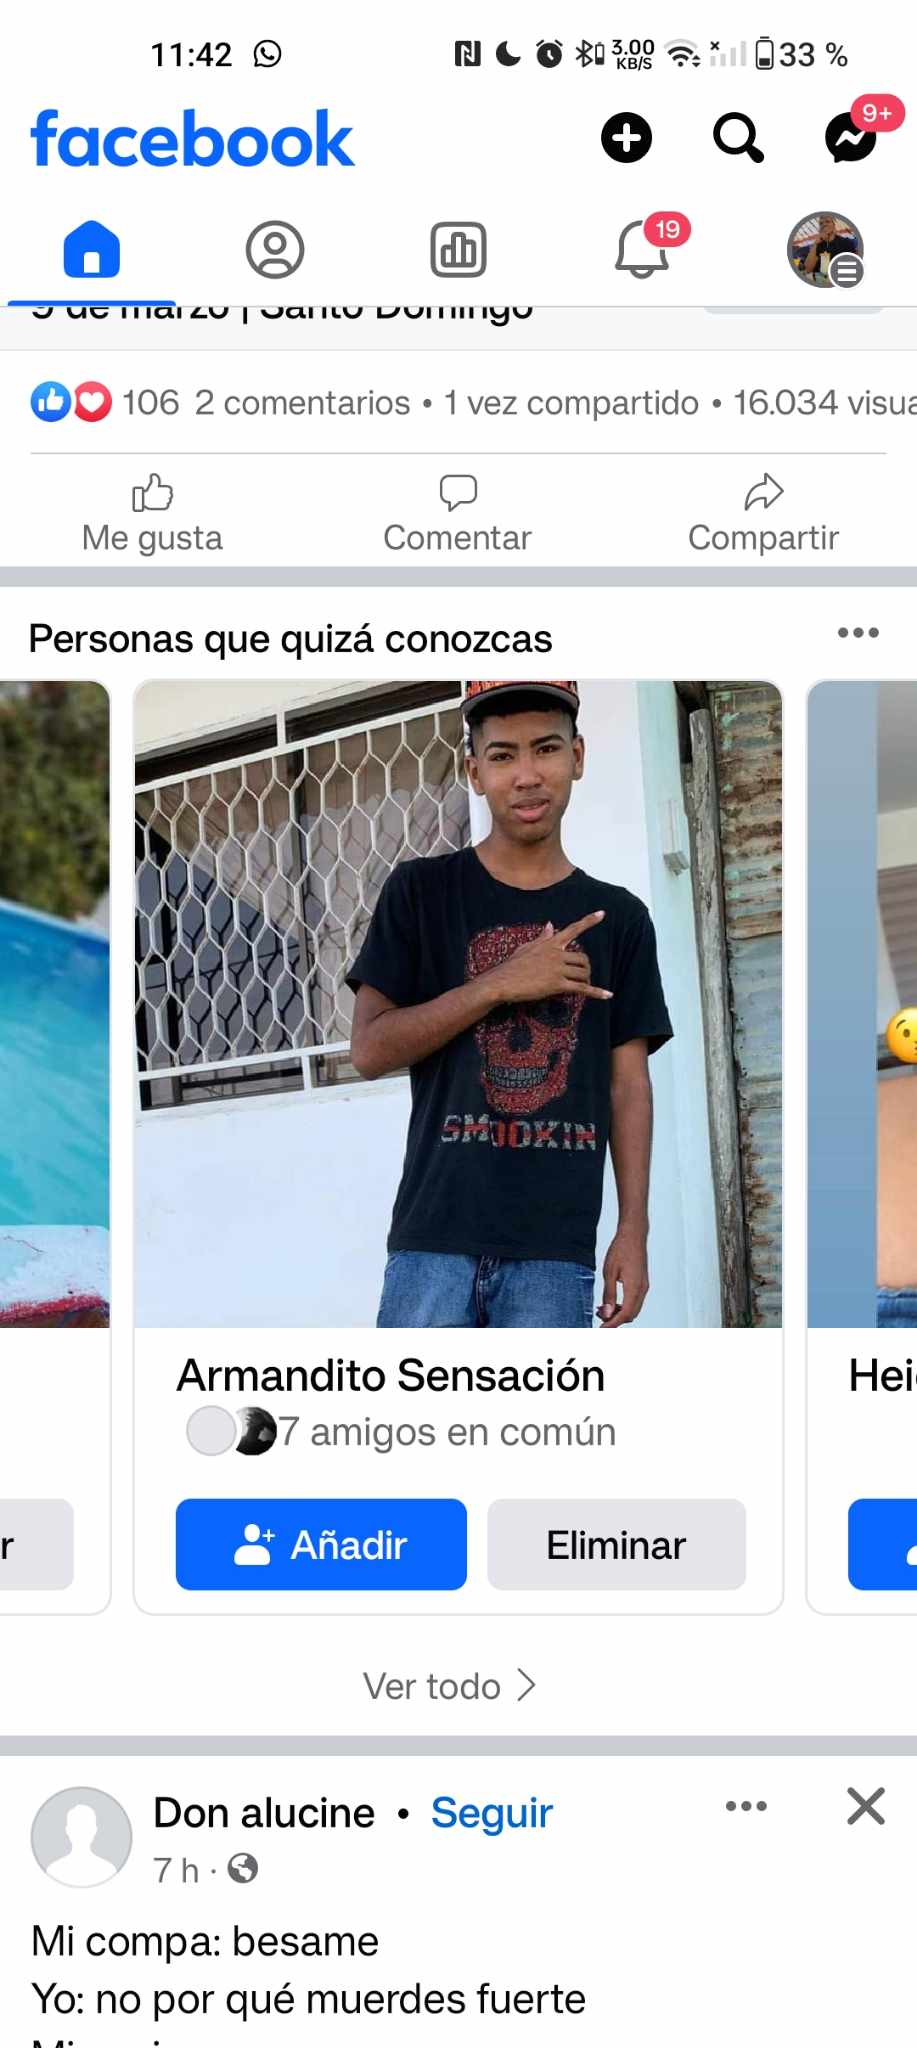 11:42
3.00
KB/S
33 %
facebook
9+
19
9 de marzo | Santo Domingo
106 2 comentarios • 1 vez compartido • 16.034 visua
Me gusta
Comentar
Compartir
Personas que quizá conozcas
SMOOKIN
Armandito Sensación
Hei
7 amigos en común
r
Añadir
Eliminar
Ver todo
Don alucine • Seguir
7 h ·
Mi compa: besame
Yo: no por qué muerdes fuerte